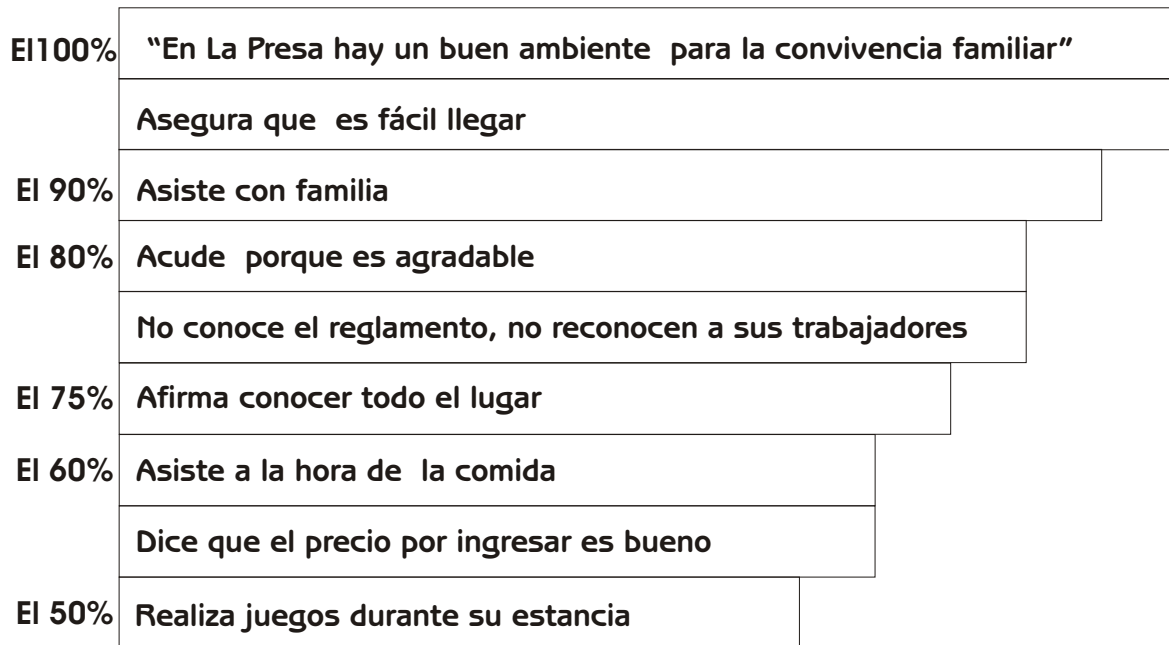 El100% “En La Presa hay un buen ambiente para la convivencia familiar”
Asegura que es fácil llegar
El 90% Asiste con familia
El 80% Acude porque es agradable
No conoce el reglamento, no reconocen a sus trabajadores
El 75% Afirma conocer todo el lugar
El 60% Asiste a la hora de la comida
Dice que el precio por ingresar es bueno
El 50% Realiza juegos durante su estancia